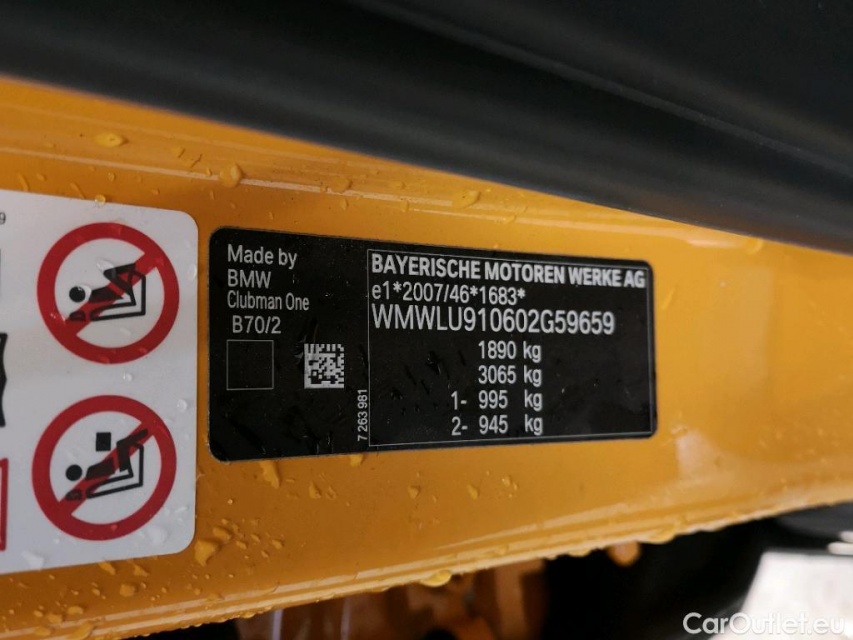 Made by
BMW
Clubman One
B70/2
7 263 981
BAYERISCHE MOTOREN WERKE AG
e1*2007/46*1683*
WMWLU910602G59659
1890 kg
3065 kg
1- 995 kg
2- 945 kg
9
CarOutlet.eu